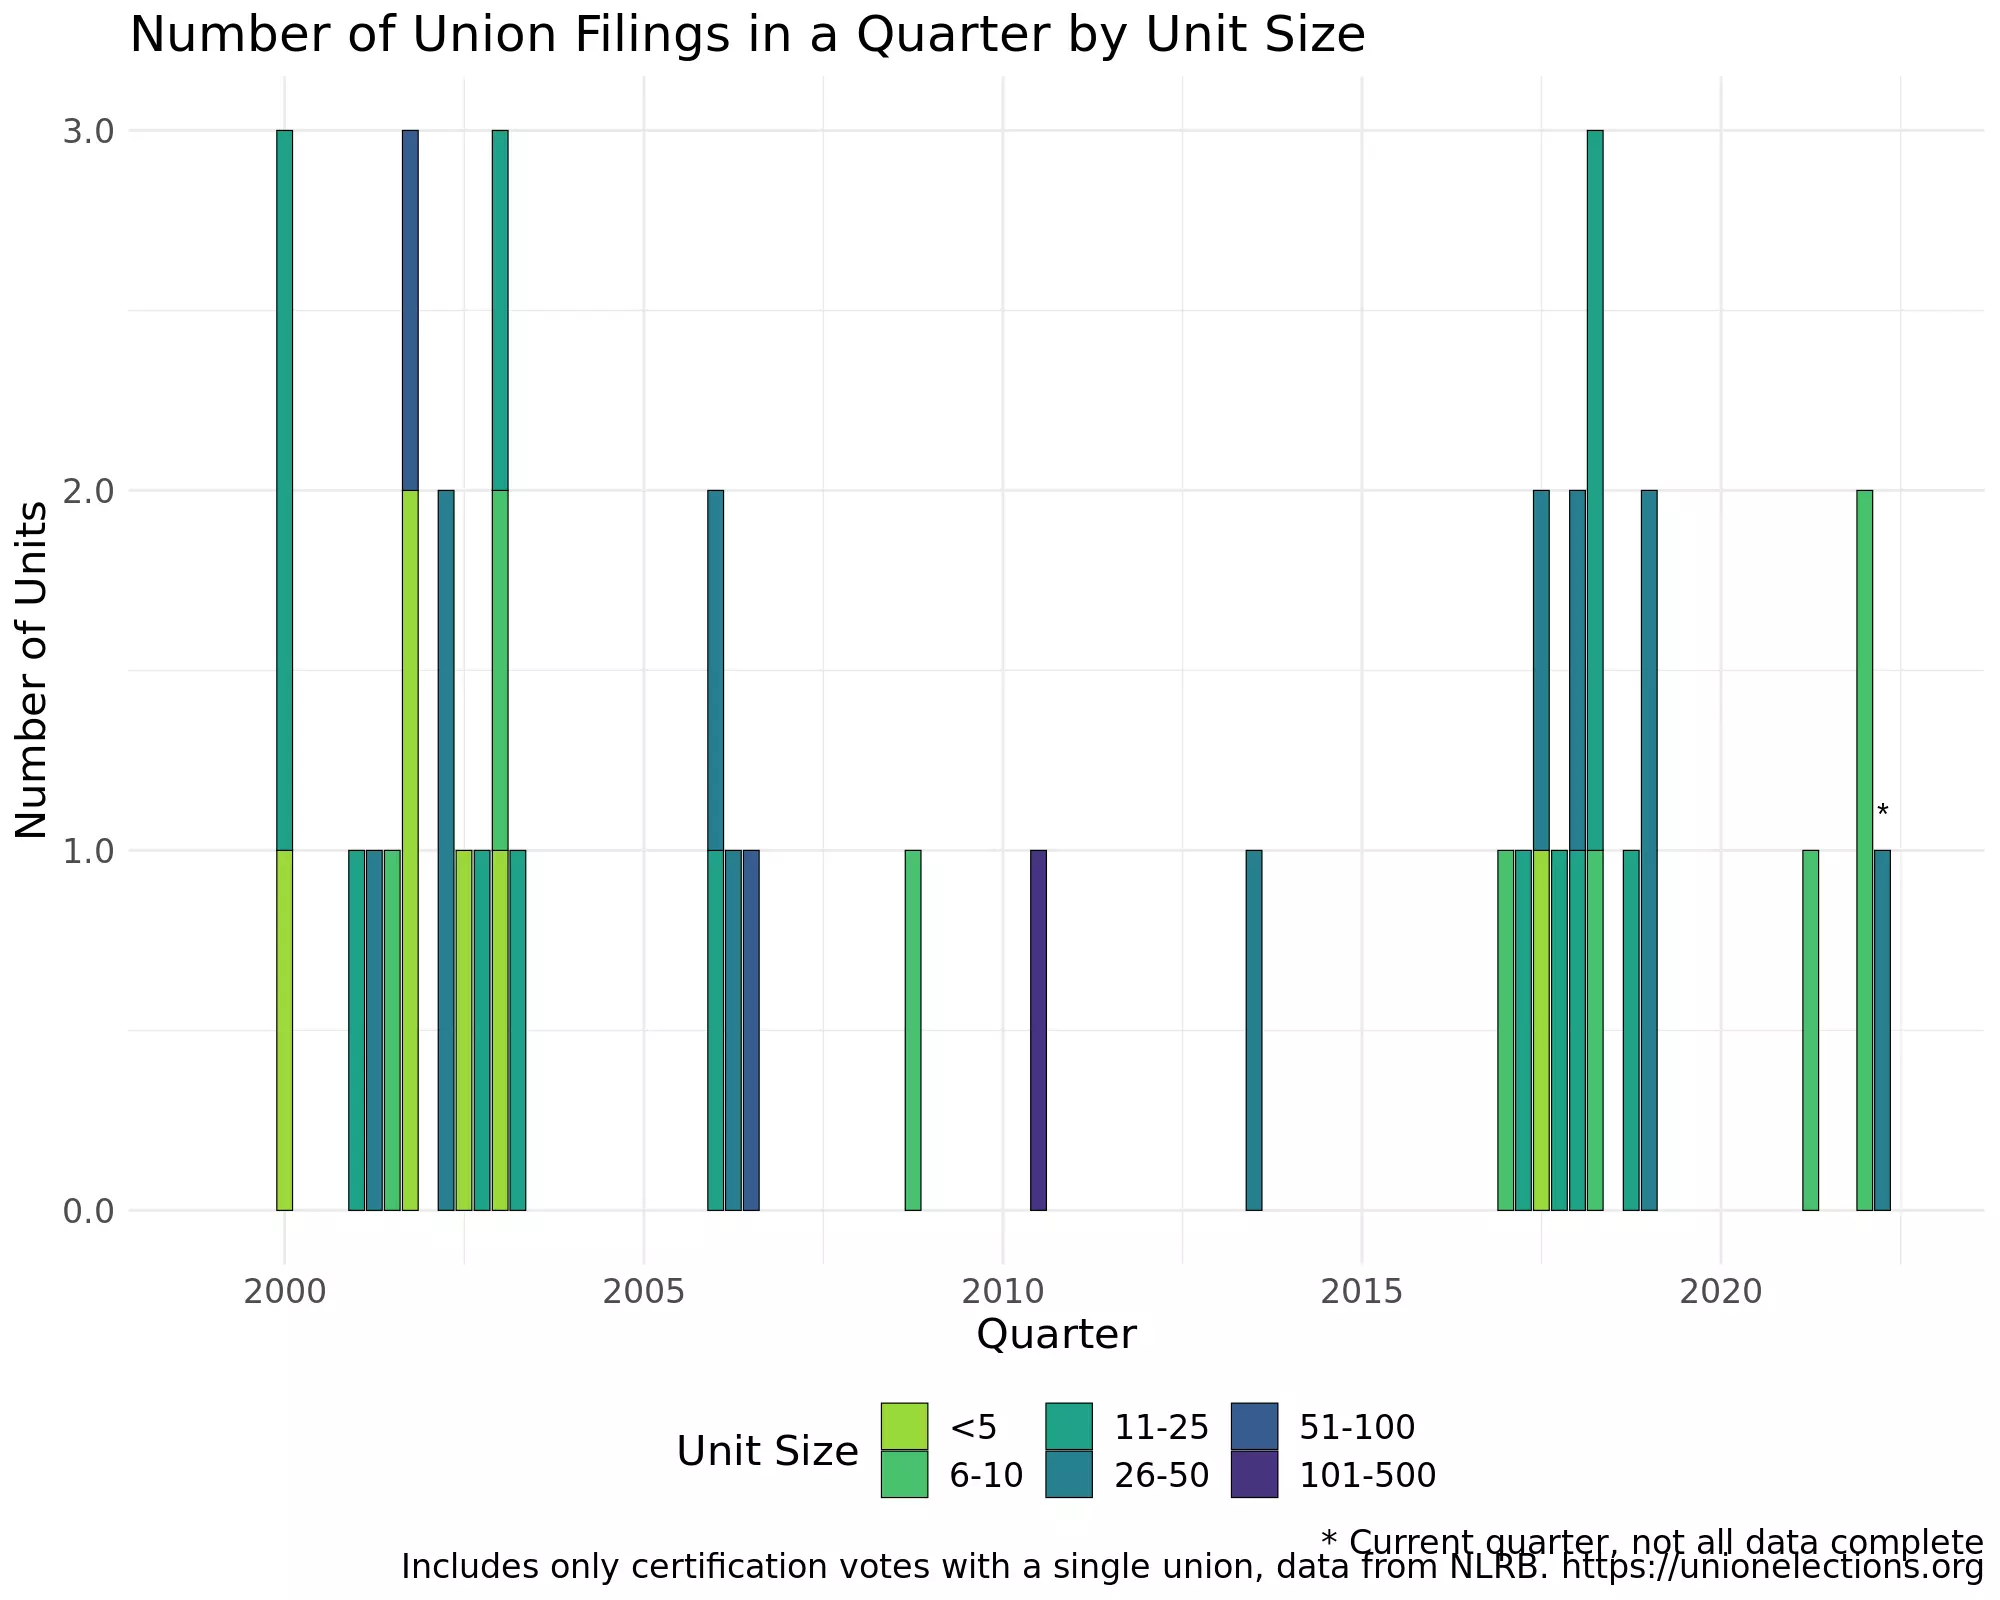 Number of Union Filings in a Quarter by Unit Size
3.0
2.0
1.0
0.0
Number of Units
*
2000 2005 2010 2015 2020
Quarter
Unit Size
<5 11-25 51-100
6-10 26-50 101-500
* Current quarter, not all data complete
Includes only certification votes with a single union, data from NLRB. https://unionelections.org